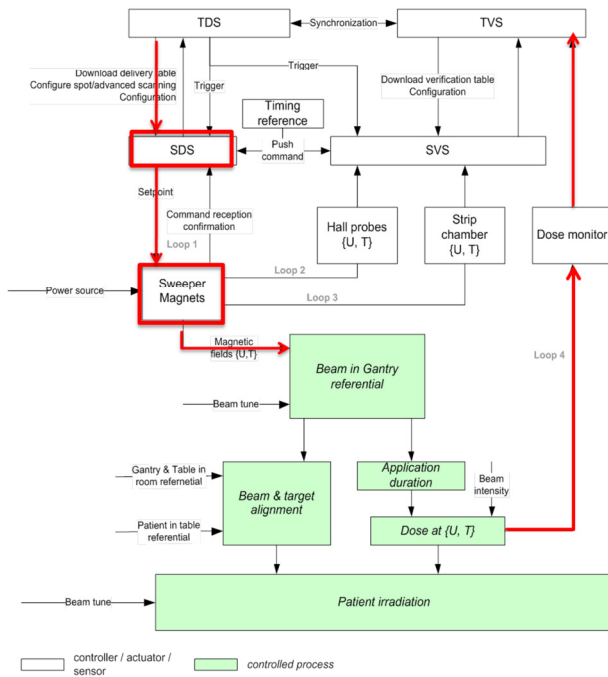 TDS
Synchronization
TVS
Download delivery table
Configure spot/advanced scanning
Configuration
Trigger
Trigger
Download verification table
Configuration
Timing
reference
Push
command
SDS
SVS
Setpoint
Command reception
confirmation
Loop 1
Hall probes
{U, T}
Strip
chamber
{U, T}
Dose monitor
Loop 2
Loop 3
Power source
Sweeper
Magnets
Magnetic
fields {U,T}
Loop 4
Beam in Gantry
referential
Beam tune
Gantry & Table in
room refernetial
Beam & target
alignment
Application
duration
Beam
intensity
Patient in table
referential
Dose at {U, T}
Beam tune
Patient irradiation
controller / actuator /
sensor
controlled process